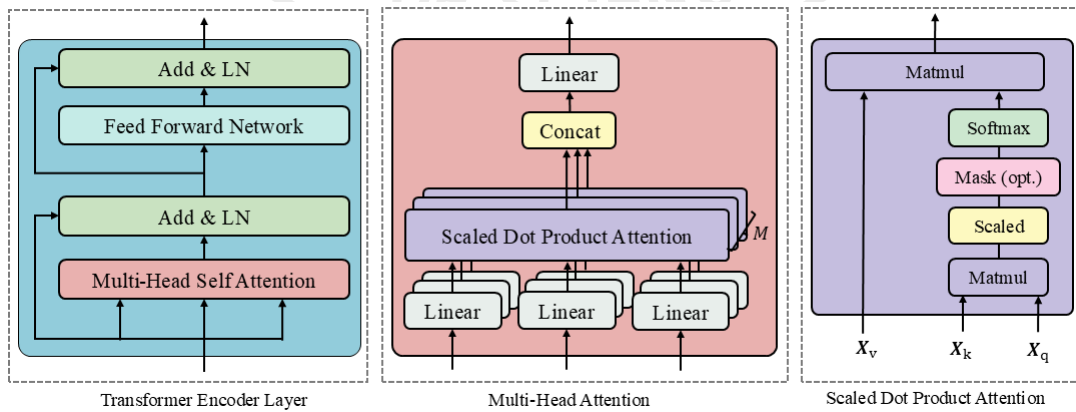 Add & LN
Feed Forward Network
Add & LN
Multi-Head Self Attention
Transformer Encoder Layer
Linear
Concat
Scaled Dot Product Attention
M
Linear
Linear
Linear
Multi-Head Attention
Matmul
Softmax
Mask (opt.)
Scaled
Matmul
X_v
X_k
X_q
Scaled Dot Product Attention